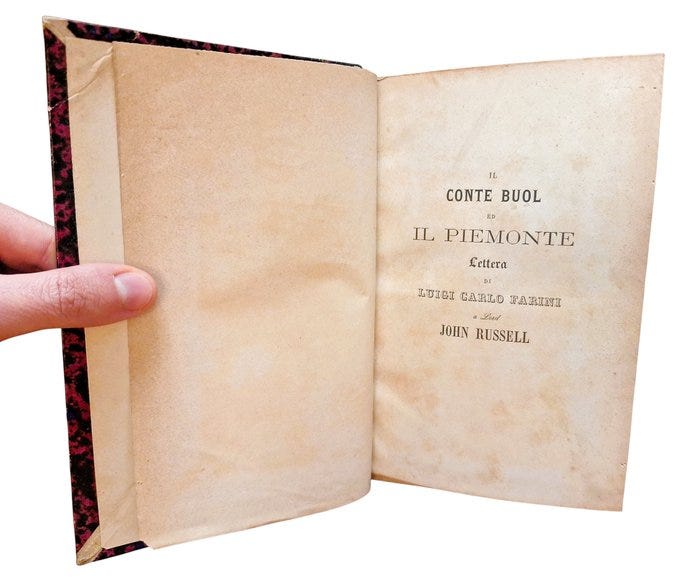 IL
CONTE BUOL
ED
IL PIEMONTE
Lettera
DI
LUIGI CARLO FARINI
a Lord
JOHN RUSSELL